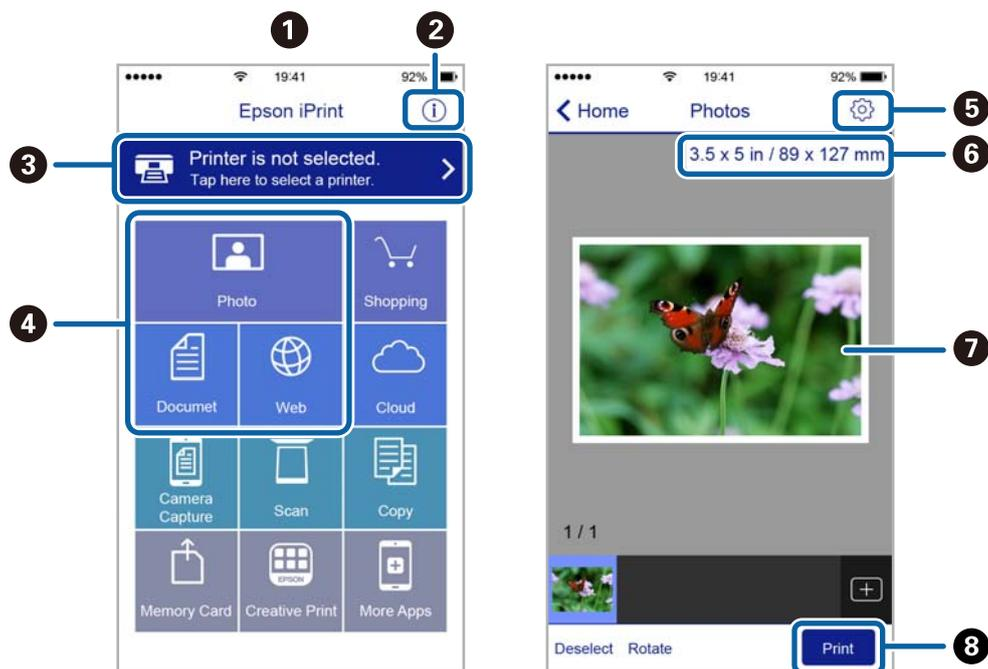 1
2
19:41
92%
Epson iPrint
i
3
Printer is not selected.
Tap here to select a printer.
4
Photo
Shopping
Documet
Web
Cloud
Camera
Capture
Scan
Copy
EPSON
Memory Card
Creative Print
More Apps
19:41
92%
Home
Photos
5
3.5 x 5 in / 89 x 127 mm
6
7
1 / 1
Deselect
Rotate
Print
8